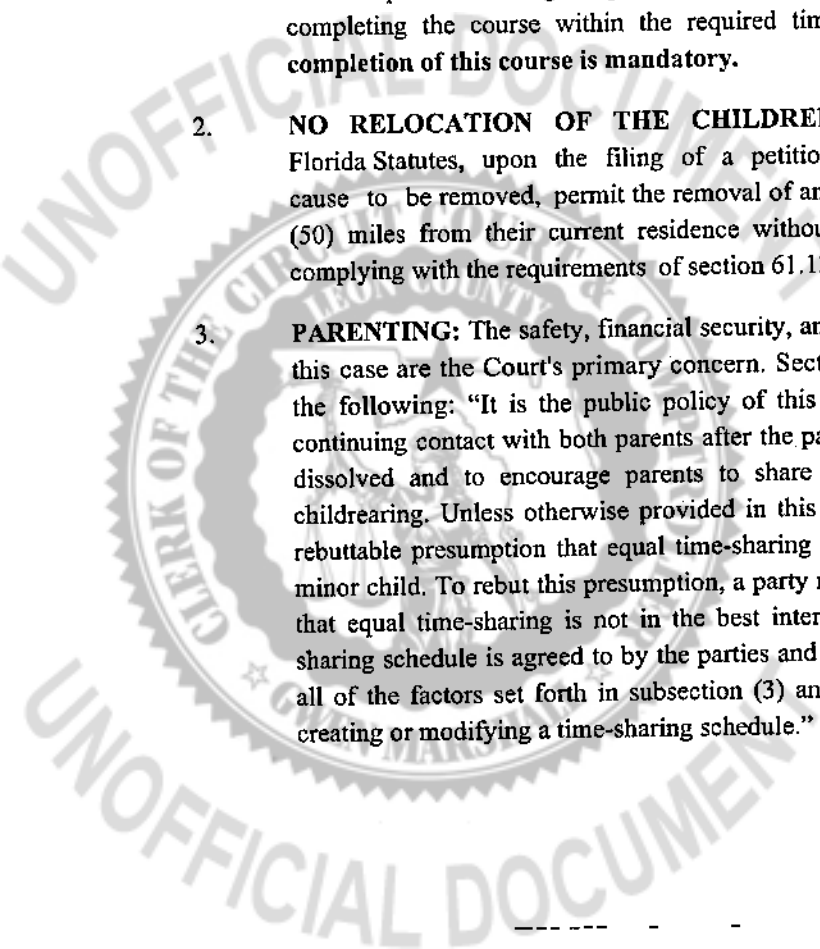 completing the course within the required tim
completion of this course is mandatory.
2. NO RELOCATION OF THE CHILDRE
Florida Statutes, upon the filing of a petitio
cause to be removed, permit the removal of an
(50) miles from their current residence withou
complying with the requirements of section 61.1
3. PARENTING: The safety, financial security, an
this case are the Court's primary concern. Sect
the following: “It is the public policy of this
continuing contact with both parents after the pa
dissolved and to encourage parents to share
childrearing. Unless otherwise provided in this
rebuttable presumption that equal time-sharing
minor child. To rebut this presumption, a party
that equal time-sharing is not in the best inter
sharing schedule is agreed to by the parties and
all of the factors set forth in subsection (3) an
creating or modifying a time-sharing schedule.”
UNOFFICIAL DOCUMENT
CLERK OF THE CIRCUIT COURT &
LEON COUNTY
UNOFFICIAL DOCUMENT